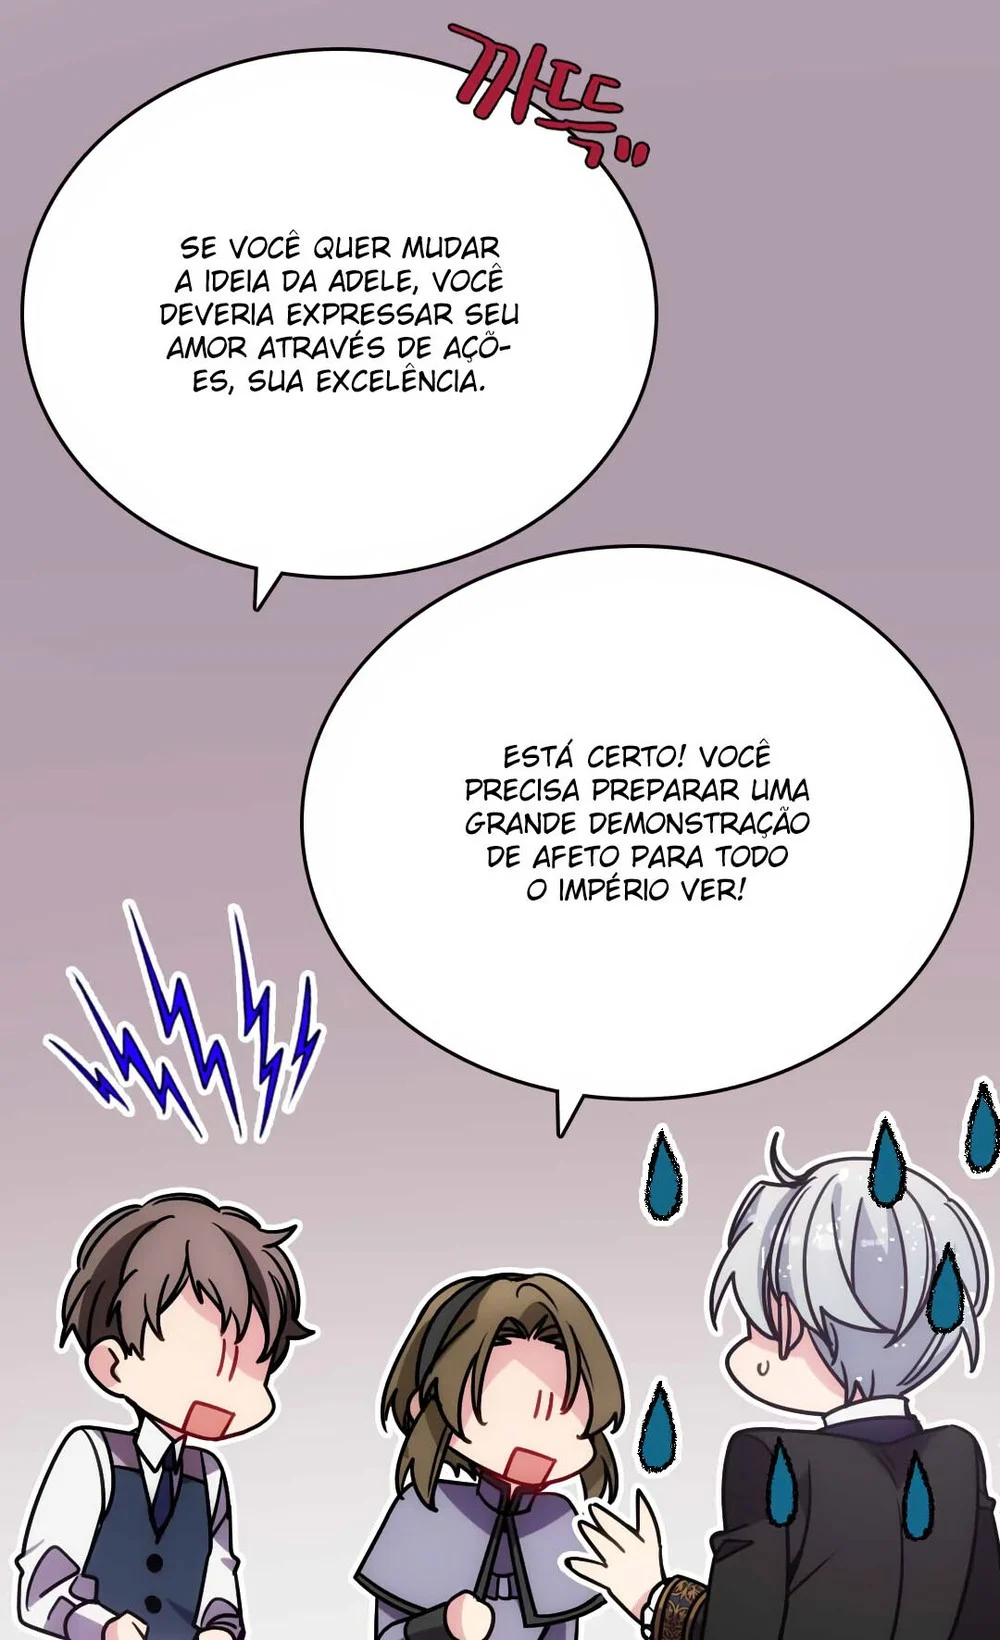 까뜩"
SE VOCÊ QUER MUDAR
A IDEIA DA ADELE, VOCÊ
DEVERIA EXPRESSAR SEU
AMOR ATRAVÉS DE AÇÕ-
ES, SUA EXCELÊNCIA.
ESTÁ CERTO! VOCÊ
PRECISA PREPARAR UMA
GRANDE DEMONSTRAÇÃO
DE AFETO PARA TODO
O IMPÉRIO VER!